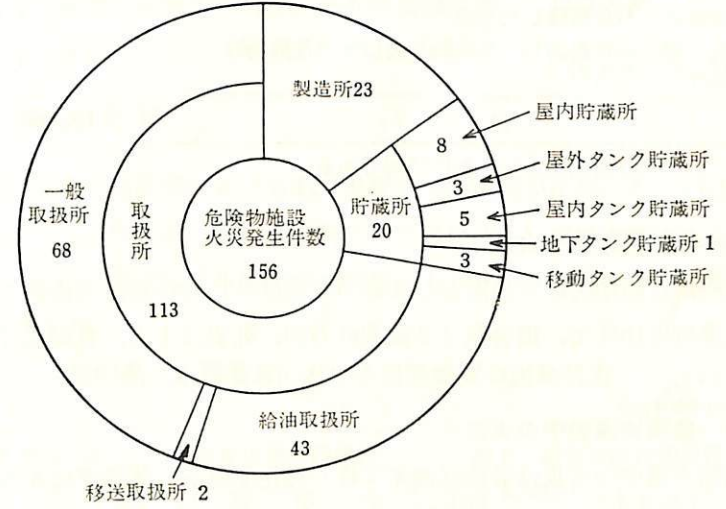 製造所23
屋内貯蔵所
8
屋外タンク貯蔵所
3
屋内タンク貯蔵所
5
地下タンク貯蔵所 1
移動タンク貯蔵所
3
貯蔵所
20
危険物施設
火災発生件数
156
取扱所
113
一般
取扱所
68
給油取扱所
43
移送取扱所 2